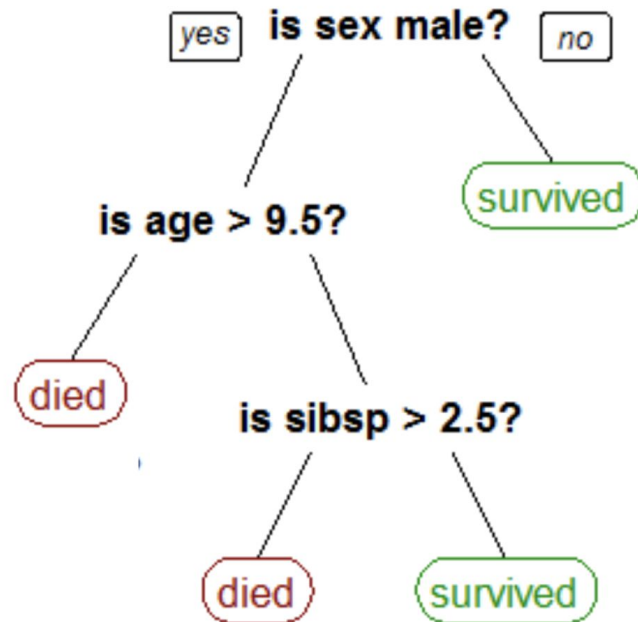 yes is sex male? no
survived
is age > 9.5?
died
is sibsp > 2.5?
died survived